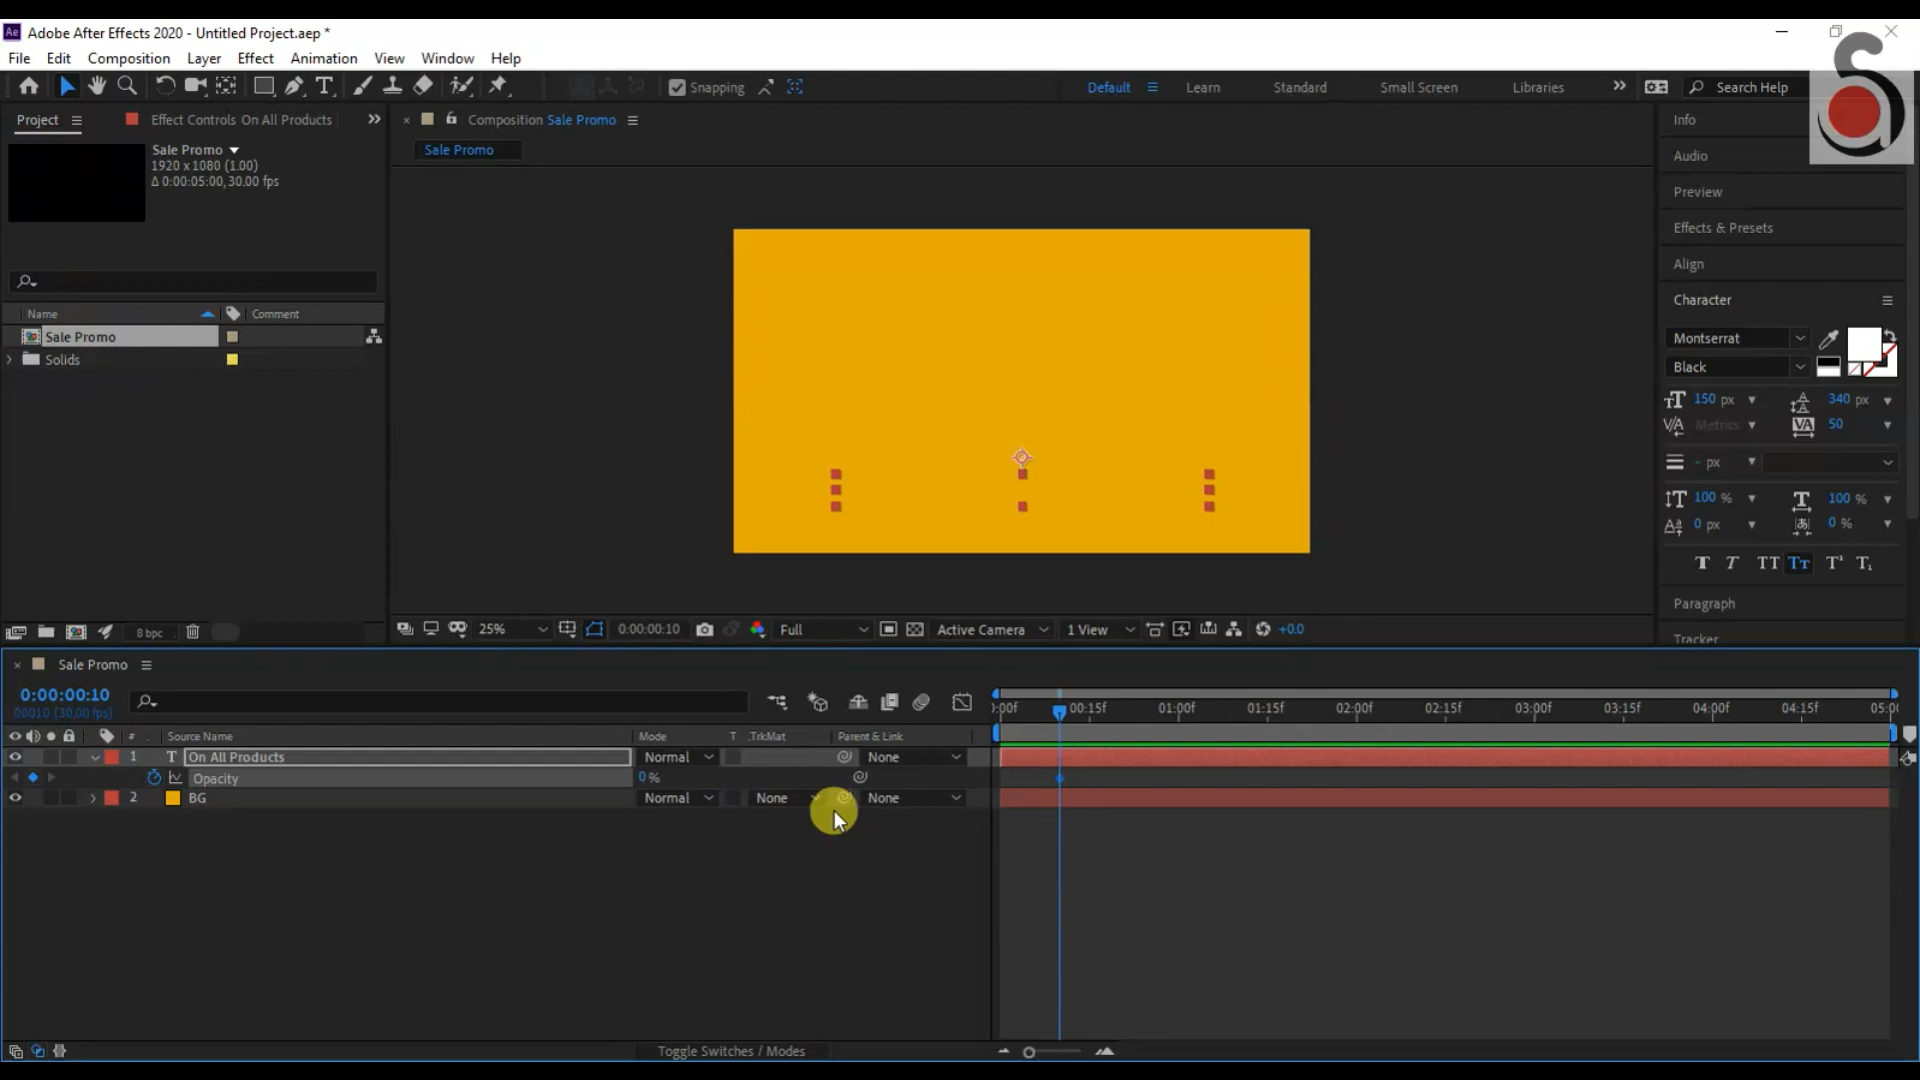 Ae Adobe After Effects 2020 - Untitled Project.aep *
File Edit Composition Layer Effect Animation View Window Help
Snapping Default Learn Standard Small Screen Libraries Search Help
Project Effect Controls On All Products
Composition Sale Promo
Sale Promo
Sale Promo
1920 x 1080 (1.00)
Δ 0:00:05:00, 30.00 fps
Name Comment
Sale Promo
Solids
8 bpc
25% 0:00:00:10 Full Active Camera 1 View +0.0
Info
Audio
Preview
Effects & Presets
Align
Character
Montserrat
Black
150 px 340 px
Metrics 50
- px
100 % 100 %
0 px 0 %
T T TT Tт T¹ T₁
Paragraph
Tracker
Sale Promo
0:00:00:10
00010 (30.00 fps)
):00f 00:15f 01:00f 01:15f 02:00f 02:15f 03:00f 03:15f 04:00f 04:15f 05:00
# Source Name Mode T .TrkMat Parent & Link
1 T On All Products Normal None
Opacity 0 %
2 BG Normal None None
Toggle Switches / Modes